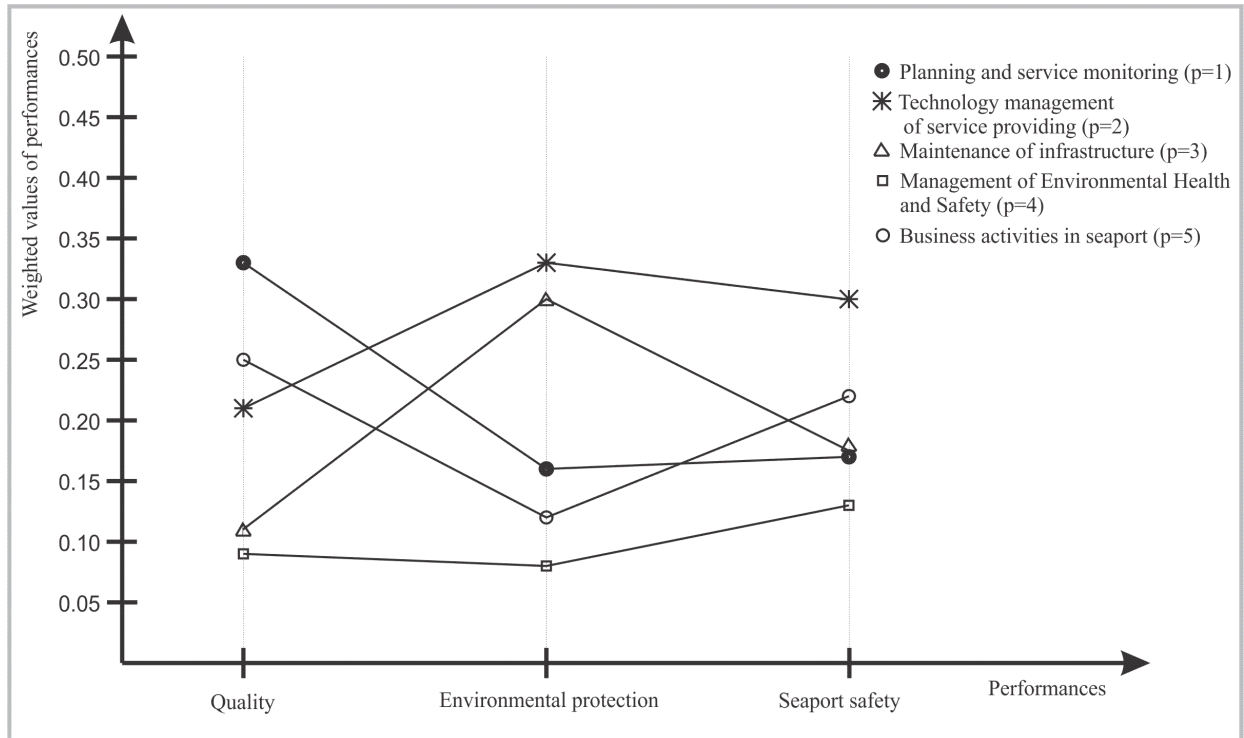 Weighted values of performances
0.50
0.45
0.40
0.35
0.30
0.25
0.20
0.15
0.10
0.05
Planning and service monitoring (p=1)
Technology management
of service providing (p=2)
Maintenance of infrastructure (p=3)
Management of Environmental Health
and Safety (p=4)
Business activities in seaport (p=5)
Quality
Environmental protection
Seaport safety
Performances